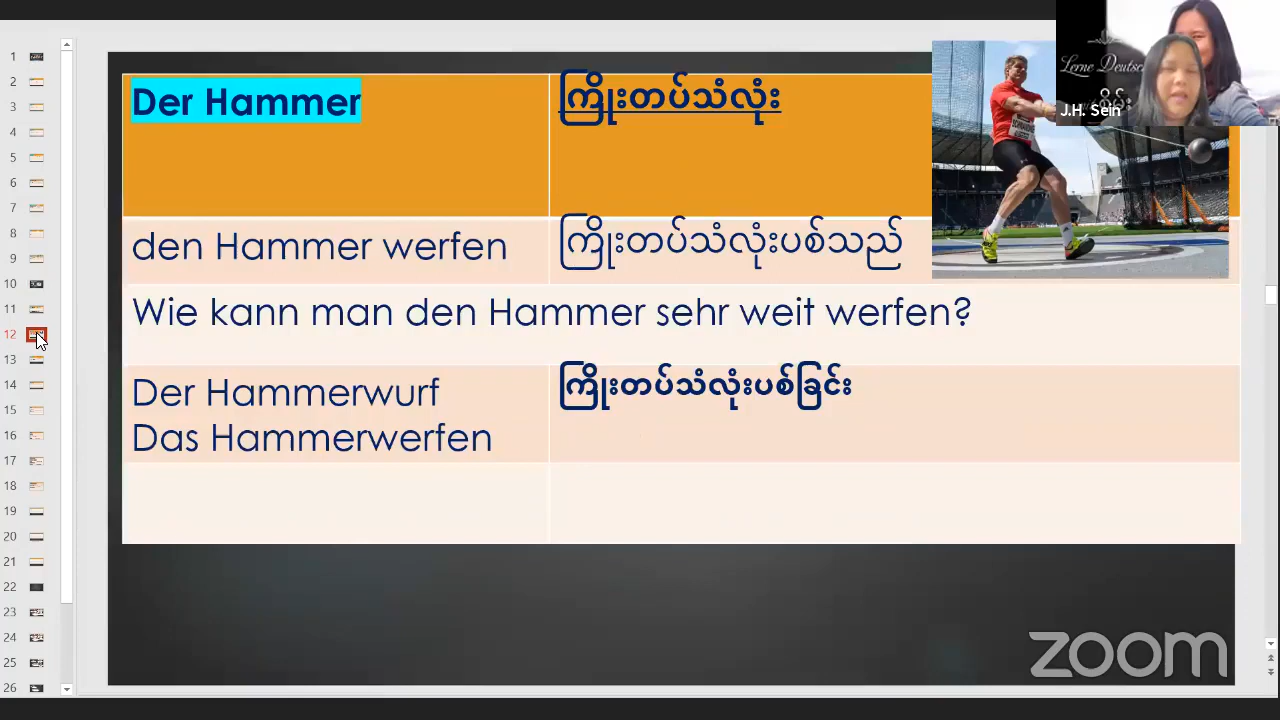 Der Hammer
ကြိုးတပ်သံလုံး
den Hammer werfen
ကြိုးတပ်သံလုံးပစ်သည်
Wie kann man den Hammer sehr weit werfen?
Der Hammerwurf
Das Hammerwerfen
ကြိုးတပ်သံလုံးပစ်ခြင်း
Lerne Deutsch
J.H. Sein
1
2
3
4
5
6
7
8
9
10
11
12
13
14
15
16
17
18
19
20
21
22
23
24
25
26
zoom